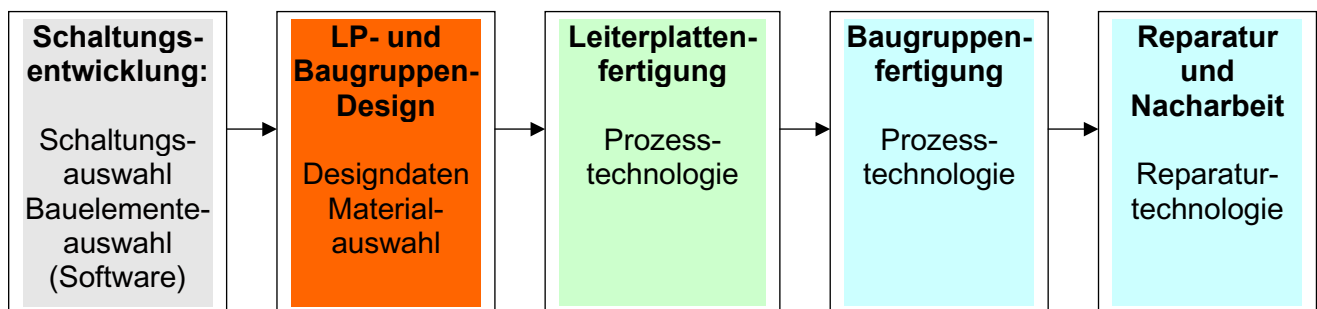 Schaltungs-
entwicklung:
Schaltungs-
auswahl
Bauelemente-
auswahl
(Software)
LP- und
Baugruppen-
Design
Designdaten
Material-
auswahl
Leiterplatten-
fertigung
Prozess-
technologie
Baugruppen-
fertigung
Prozess-
technologie
Reparatur
und
Nacharbeit
Reparatur-
technologie